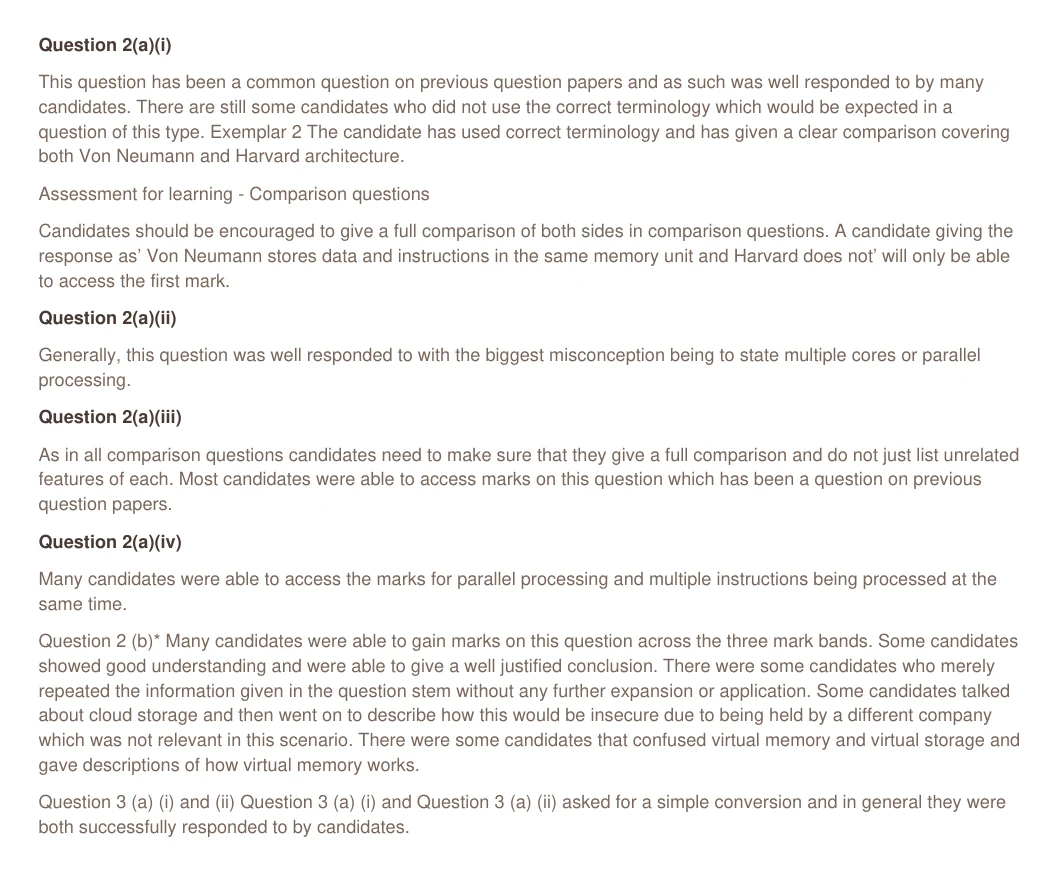 Question 2(a)(i)
This question has been a common question on previous question papers and as such was well responded to by many
candidates. There are still some candidates who did not use the correct terminology which would be expected in a
question of this type. Exemplar 2 The candidate has used correct terminology and has given a clear comparison covering
both Von Neumann and Harvard architecture.
Assessment for learning - Comparison questions
Candidates should be encouraged to give a full comparison of both sides in comparison questions. A candidate giving the
response as’ Von Neumann stores data and instructions in the same memory unit and Harvard does not’ will only be able
to access the first mark.
Question 2(a)(ii)
Generally, this question was well responded to with the biggest misconception being to state multiple cores or parallel
processing.
Question 2(a)(iii)
As in all comparison questions candidates need to make sure that they give a full comparison and do not just list unrelated
features of each. Most candidates were able to access marks on this question which has been a question on previous
question papers.
Question 2(a)(iv)
Many candidates were able to access the marks for parallel processing and multiple instructions being processed at the
same time.
Question 2 (b)* Many candidates were able to gain marks on this question across the three mark bands. Some candidates
showed good understanding and were able to give a well justified conclusion. There were some candidates who merely
repeated the information given in the question stem without any further expansion or application. Some candidates talked
about cloud storage and then went on to describe how this would be insecure due to being held by a different company
which was not relevant in this scenario. There were some candidates that confused virtual memory and virtual storage and
gave descriptions of how virtual memory works.
Question 3 (a) (i) and (ii) Question 3 (a) (i) and Question 3 (a) (ii) asked for a simple conversion and in general they were
both successfully responded to by candidates.